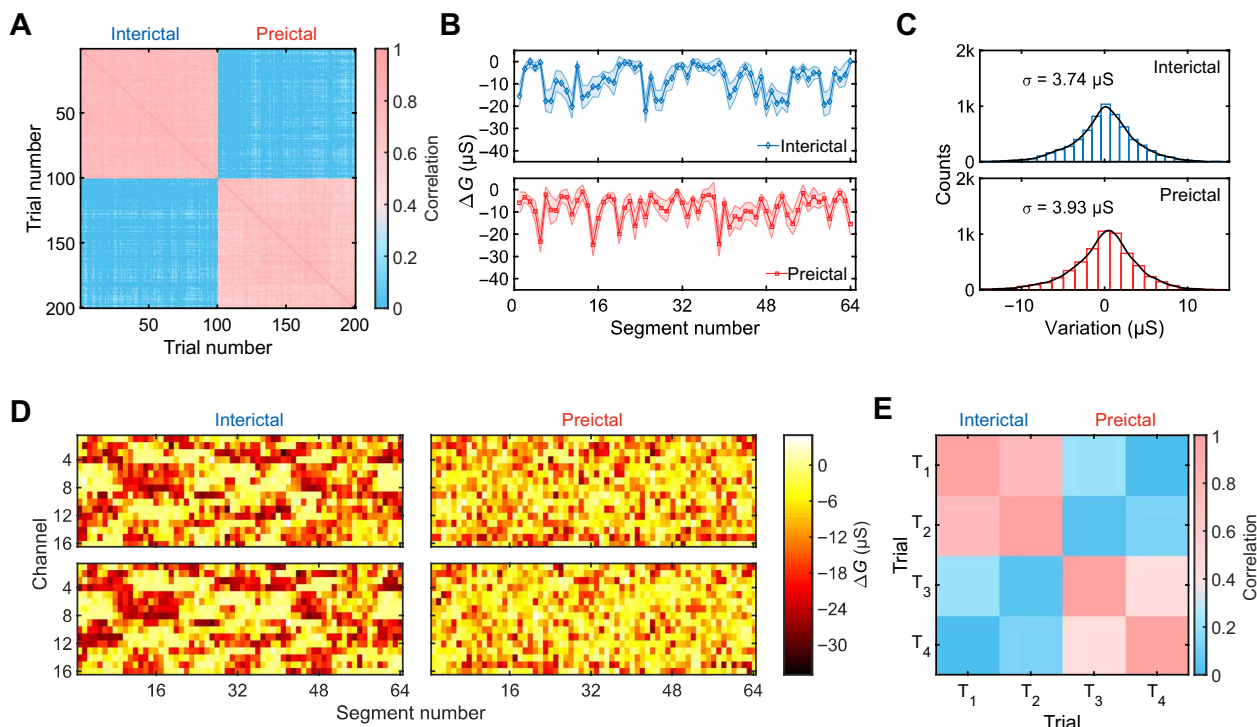 A
Interictal Preictal
Trial number
50
100
150
200
50 100 150 200
Trial number
1
0.8
0.6
0.4
0.2
0
Correlation
B
0
−10
−20
−30
−40
Interictal
ΔG (µS)
0
−10
−20
−30
−40
Preictal
0 16 32 48 64
Segment number
C
2k
1k
0
σ = 3.74 µS
Interictal
Counts
2k
1k
0
σ = 3.93 µS
Preictal
−10 0 10
Variation (µS)
D
Interictal Preictal
Channel
4
8
12
16
4
8
12
16
16 32 48 64 16 32 48 64
Segment number
0
−6
−12
−18
−24
−30
ΔG (µS)
E
Interictal Preictal
Trial
T1
T2
T3
T4
T1 T2 T3 T4
Trial
1
0.8
0.6
0.4
0.2
0
Correlation